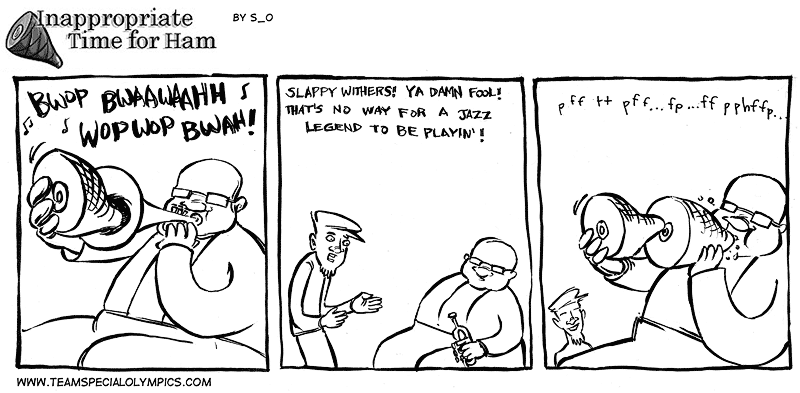 Inappropriate
Time for Ham
BY S_O
BWOP BWAAWAAHH
WOPWOP BWAH!
SLAPPY WITHERS! YA DAMN FOOL!
THAT'S NO WAY FOR A JAZZ
LEGEND TO BE PLAYIN'!
pff tt pff...fp...ff pphffp...
WWW.TEAMSPECIALOLYMPICS.COM